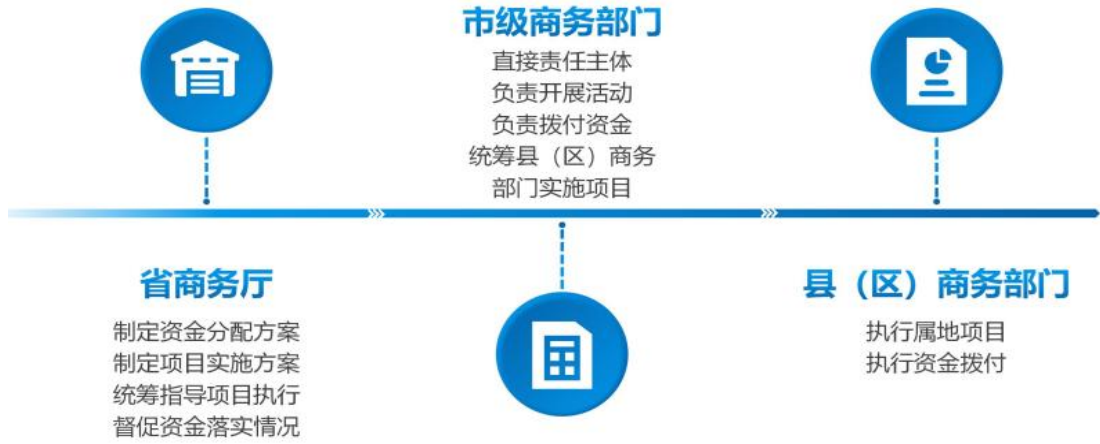 市级商务部门
直接责任主体
负责开展活动
负责拨付资金
统筹县（区）商务
部门实施项目
省商务厅
制定资金分配方案
制定项目实施方案
统筹指导项目执行
督促资金落实情况
县（区）商务部门
执行属地项目
执行资金拨付